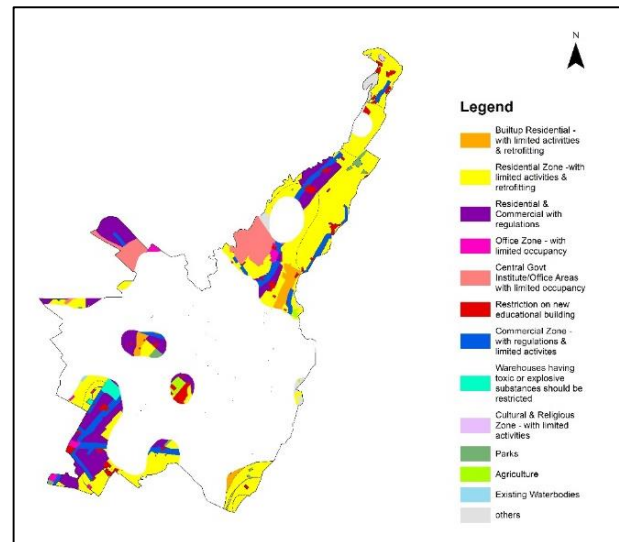 N
Legend
Builtup Residential -
with limited activitties
& retrofitting
Residential Zone -with
limited activities &
retrofitting
Residential &
Commercial with
regulations
Office Zone - with
limited occupancy
Central Govt
Institute/Office Areas
with limited occupancy
Restriction on new
educational building
Commercial Zone -
with regulations &
limited activites
Warehouses having
toxic or explosive
substances should be
restricted
Cultural & Religious
Zone - with limited
activities
Parks
Agriculture
Existing Waterbodies
others